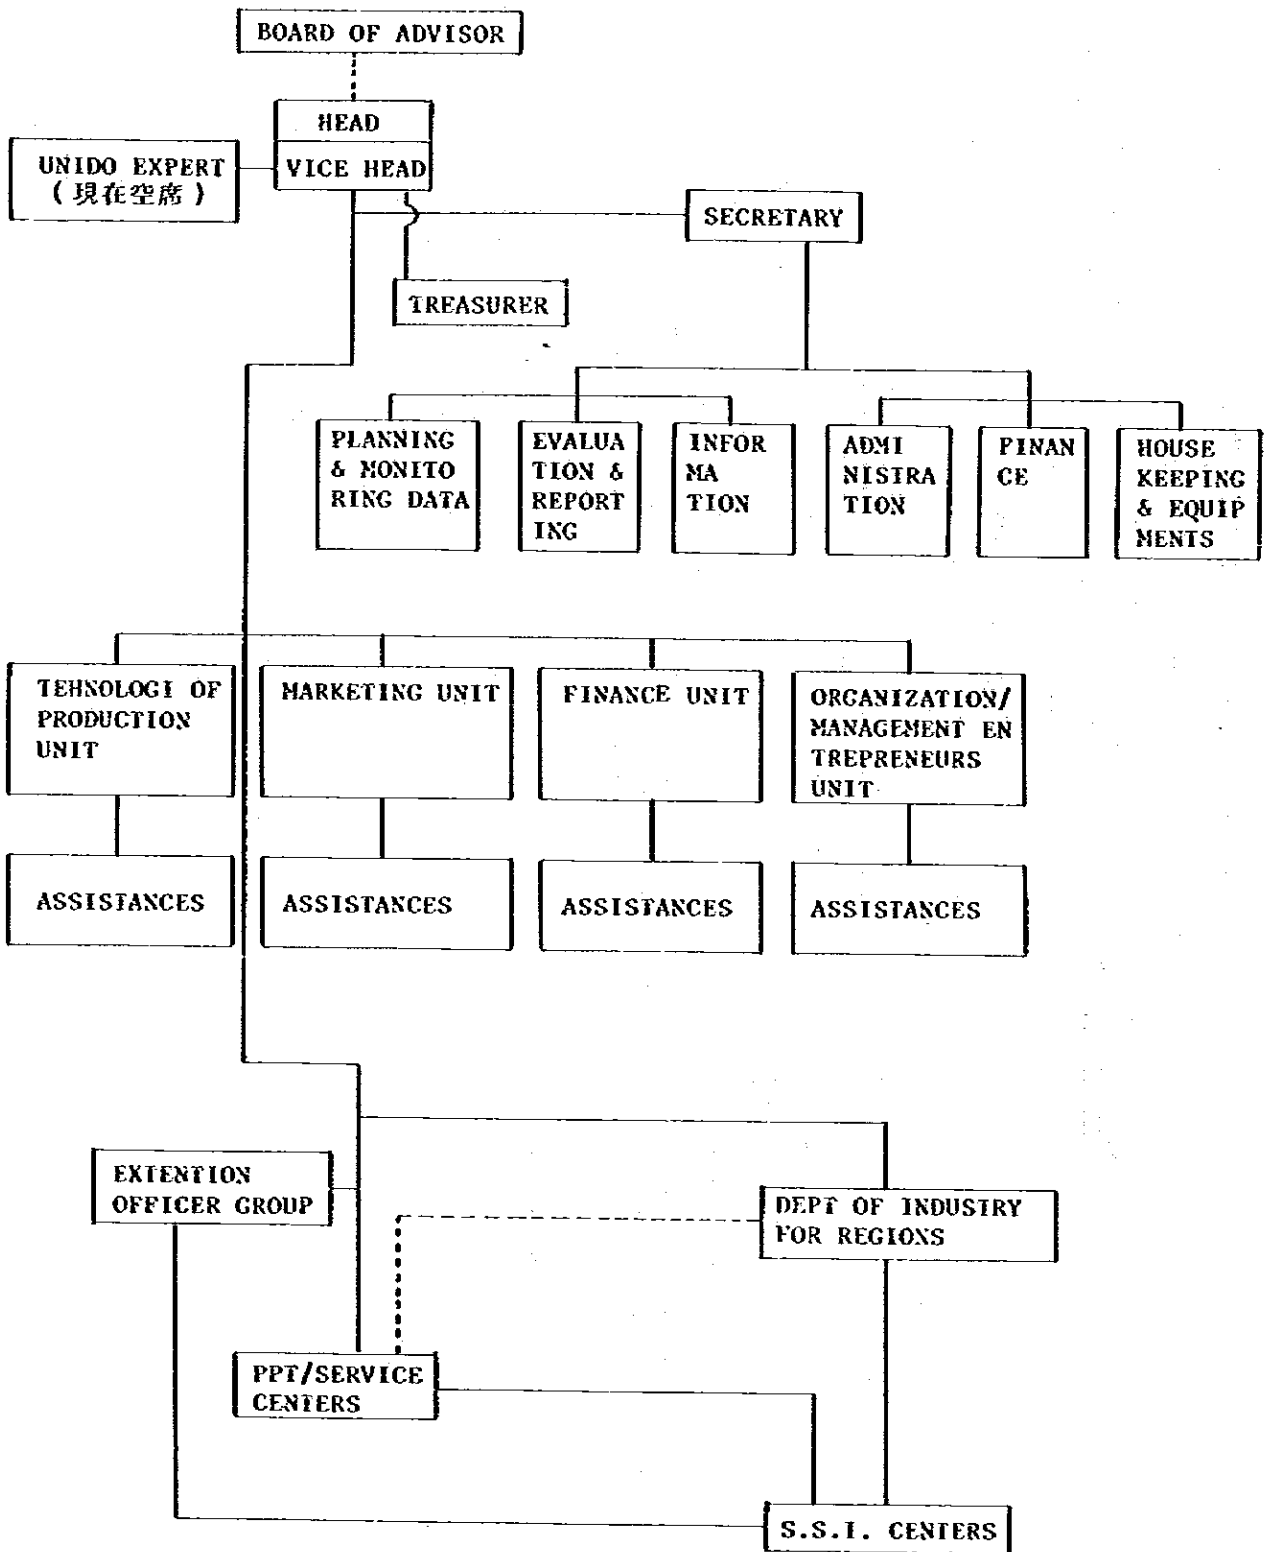 BOARD OF ADVISOR
HEAD
VICE HEAD
UNIDO EXPERT
( 現在空席 )
SECRETARY
TREASURER
PLANNING
& MONITO
RING DATA
EVALUA
TION &
REPORT
ING
INFOR
MA
TION
ADMI
NISTRA
TION
FINAN
CE
HOUSE
KEEPING
& EQUIP
MENTS
TEHNOLOGI OF
PRODUCTION
UNIT
MARKETING UNIT
FINANCE UNIT
ORGANIZATION/
MANAGEMENT EN
TREPRENEURS
UNIT
ASSISTANCES
ASSISTANCES
ASSISTANCES
ASSISTANCES
EXTENTION
OFFICER GROUP
DEPT OF INDUSTRY
FOR REGIONS
PPT/SERVICE
CENTERS
S.S.I. CENTERS